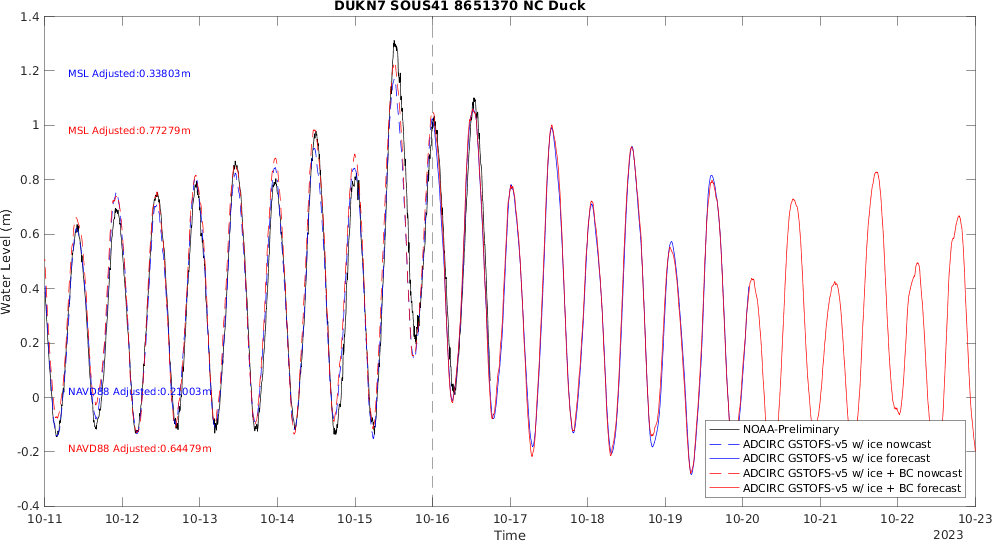 DUKN7 SOUS41 8651370 NC Duck
1.4
1.2
1
0.8
0.6
0.4
0.2
0
-0.2
-0.4
Water Level (m)
MSL Adjusted:0.33803m
MSL Adjusted:0.77279m
NAVD88 Adjusted:0.21003m
NAVD88 Adjusted:0.64479m
NOAA-Preliminary
ADCIRC GSTOFS-v5 w/ ice nowcast
ADCIRC GSTOFS-v5 w/ ice forecast
ADCIRC GSTOFS-v5 w/ ice + BC nowcast
ADCIRC GSTOFS-v5 w/ ice + BC forecast
10-11 10-12 10-13 10-14 10-15 10-16 10-17 10-18 10-19 10-20 10-21 10-22 10-23
Time
2023